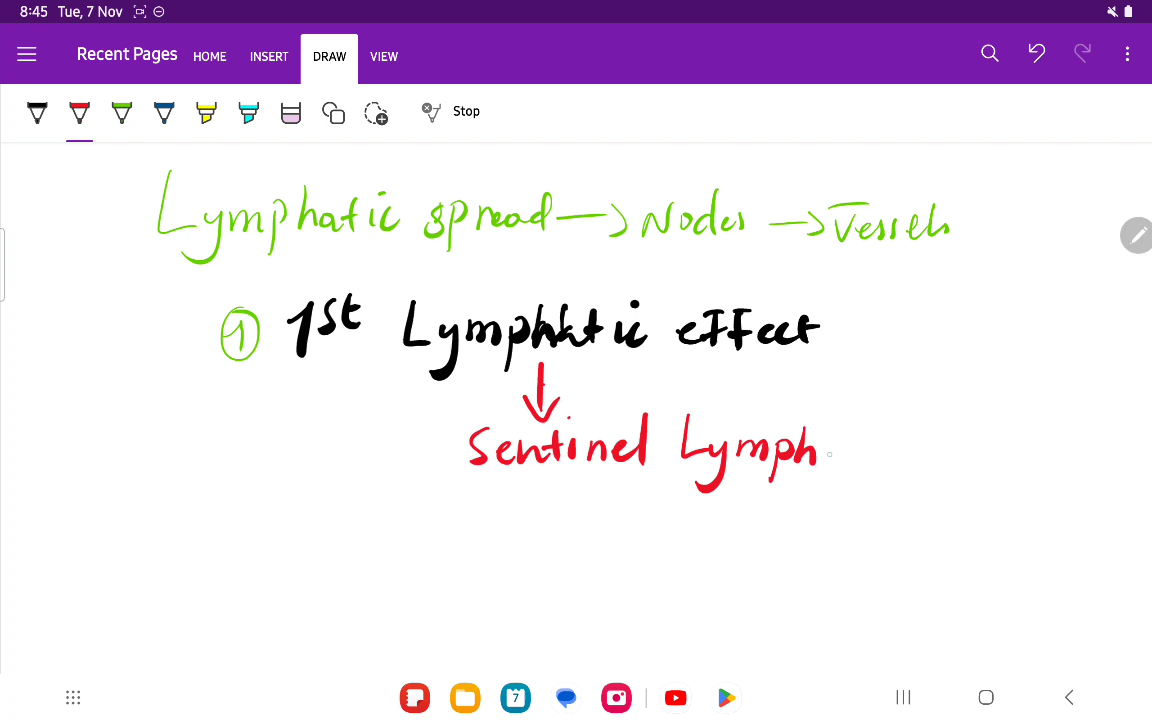 8:45 Tue, 7 Nov
Recent Pages HOME INSERT DRAW VIEW
Stop
Lymphatic spread → Nodes → Vessels
① 1st Lymphatic effect
↓
Sentinel Lymph
7